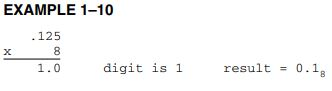 EXAMPLE 1–10
.125
x 8
1.0 digit is 1 result = 0.1₈